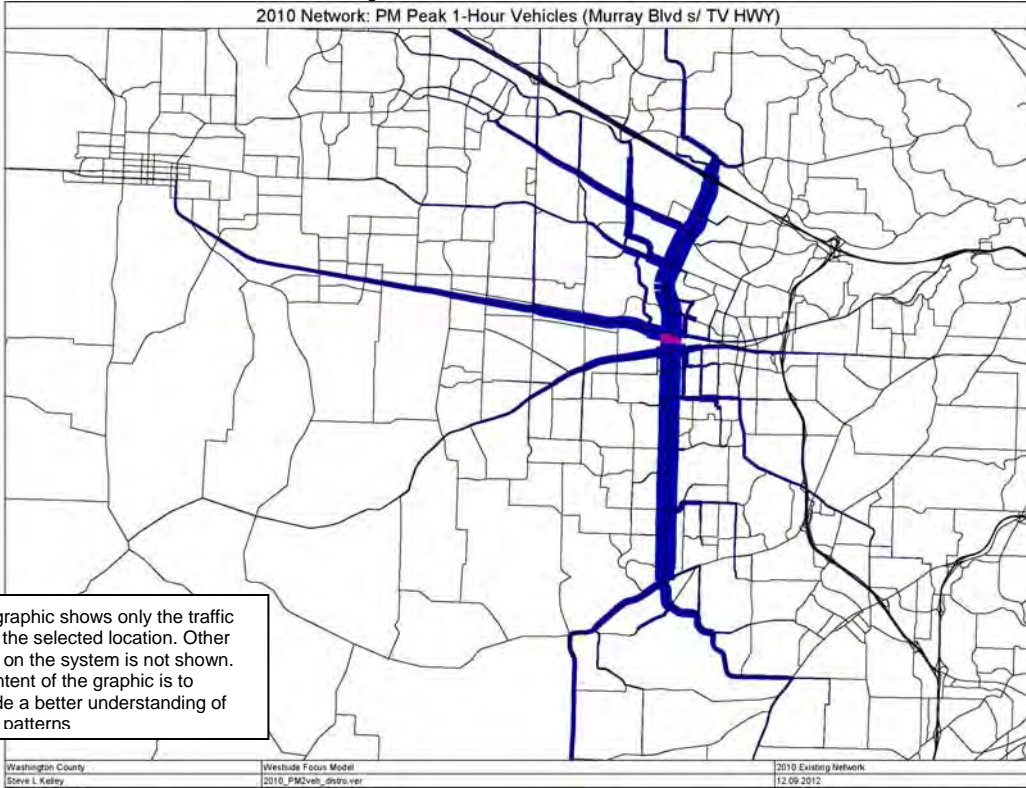 2010 Network: PM Peak 1-Hour Vehicles (Murray Blvd s/ TV HWY)
graphic shows only the traffic
the selected location. Other
on the system is not shown.
ntent of the graphic is to
de a better understanding of
patterns
Washington County
Westside Focus Model
2010 Existing Network
Steve L Kelley
2010_PM2veh_distro.ver
12.09.2012